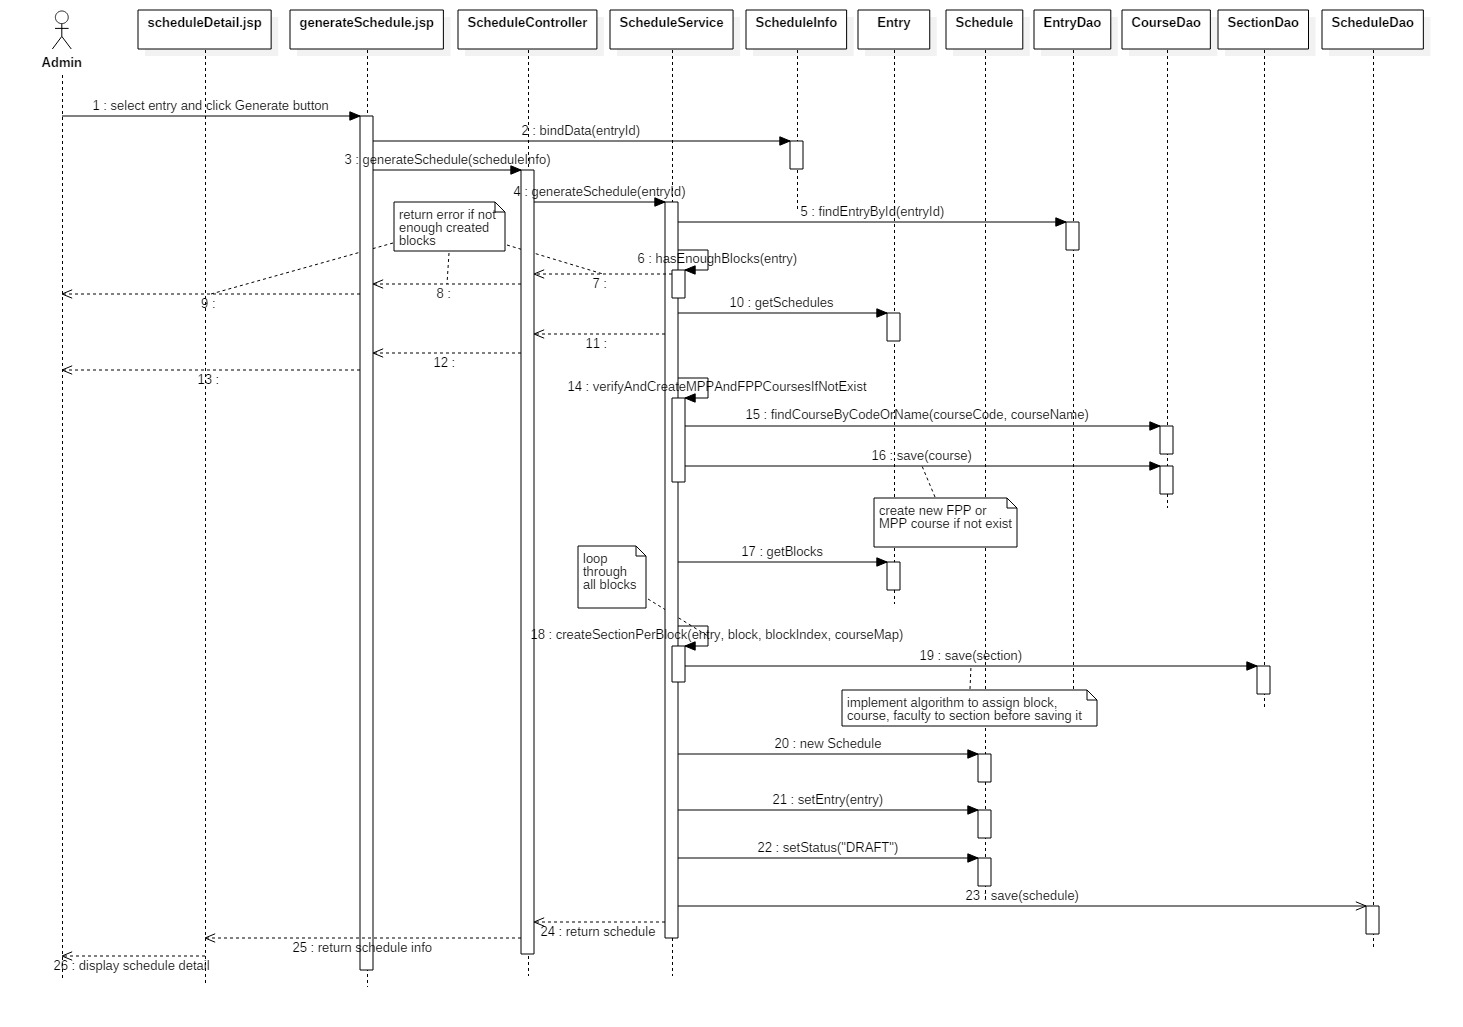 scheduleDetail.jsp
generateSchedule.jsp
ScheduleController
ScheduleService
ScheduleInfo
Entry
Schedule
EntryDao
CourseDao
SectionDao
ScheduleDao
Admin
1 : select entry and click Generate button
2 : bindData(entryId)
3 : generateSchedule(scheduleInfo)
4 : generateSchedule(entryId)
5 : findEntryById(entryId)
return error if not
enough created
blocks
6 : hasEnoughBlocks(entry)
7 :
8 :
9 :
10 : getSchedules
11 :
12 :
13 :
14 : verifyAndCreateMPPAndFPPCoursesIfNotExist
15 : findCourseByCodeOrName(courseCode, courseName)
16 : save(course)
create new FPP or
MPP course if not exist
17 : getBlocks
loop
through
all blocks
18 : createSectionPerBlock(entry, block, blockIndex, courseMap)
19 : save(section)
implement algorithm to assign block,
course, faculty to section before saving it
20 : new Schedule
21 : setEntry(entry)
22 : setStatus("DRAFT")
23 : save(schedule)
24 : return schedule
25 : return schedule info
26 : display schedule detail